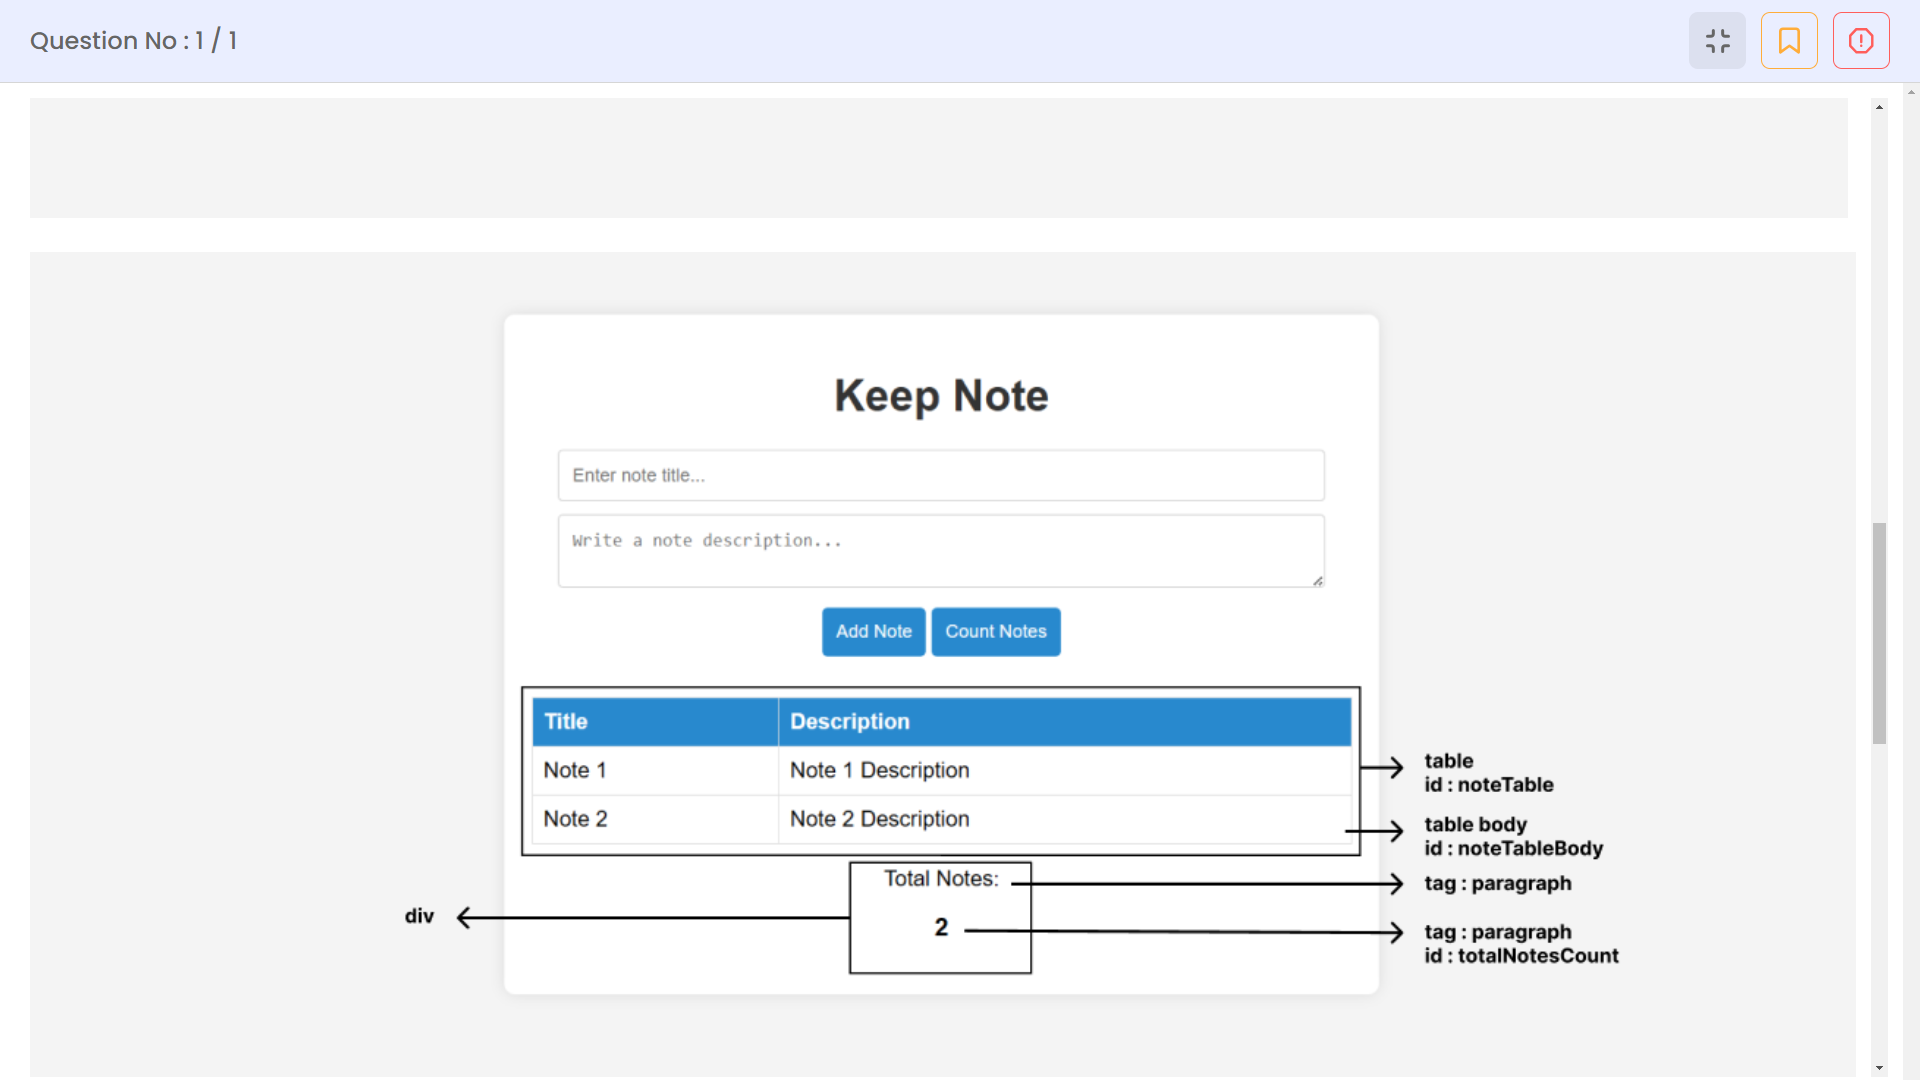 Question No : 1 / 1
Keep Note
Enter note title...
Write a note description...
Add Note
Count Notes
Title
Description
Note 1
Note 1 Description
Note 2
Note 2 Description
table
id : noteTable
table body
id : noteTableBody
Total Notes:
tag : paragraph
div
2
tag : paragraph
id : totalNotesCount